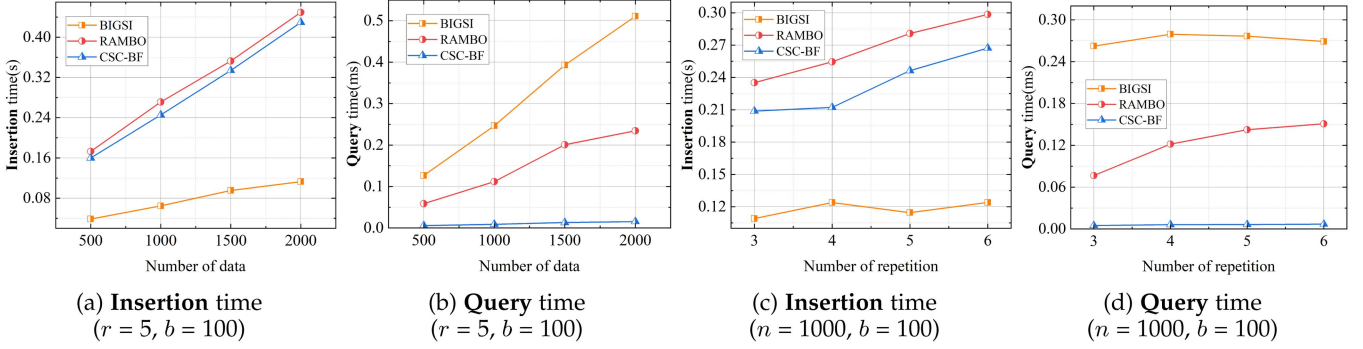 Insertion time(s)
0.40
0.32
0.24
0.16
0.08
BIGSI
RAMBO
CSC-BF
500 1000 1500 2000
Number of data
(a) Insertion time
(r = 5, b = 100)
Query time(ms)
0.5
0.4
0.3
0.2
0.1
0.0
BIGSI
RAMBO
CSC-BF
500 1000 1500 2000
Number of data
(b) Query time
(r = 5, b = 100)
Insertion time(s)
0.30
0.27
0.24
0.21
0.18
0.15
0.12
BIGSI
RAMBO
CSC-BF
3 4 5 6
Number of repetition
(c) Insertion time
(n = 1000, b = 100)
Query time(ms)
0.30
0.24
0.18
0.12
0.06
0.00
BIGSI
RAMBO
CSC-BF
3 4 5 6
Number of repetition
(d) Query time
(n = 1000, b = 100)